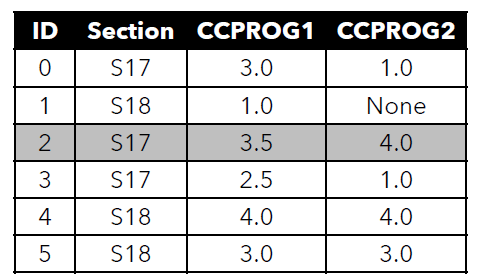 ID Section CCPROG1 CCPROG2
0 S17 3.0 1.0
1 S18 1.0 None
2 S17 3.5 4.0
3 S17 2.5 1.0
4 S18 4.0 4.0
5 S18 3.0 3.0